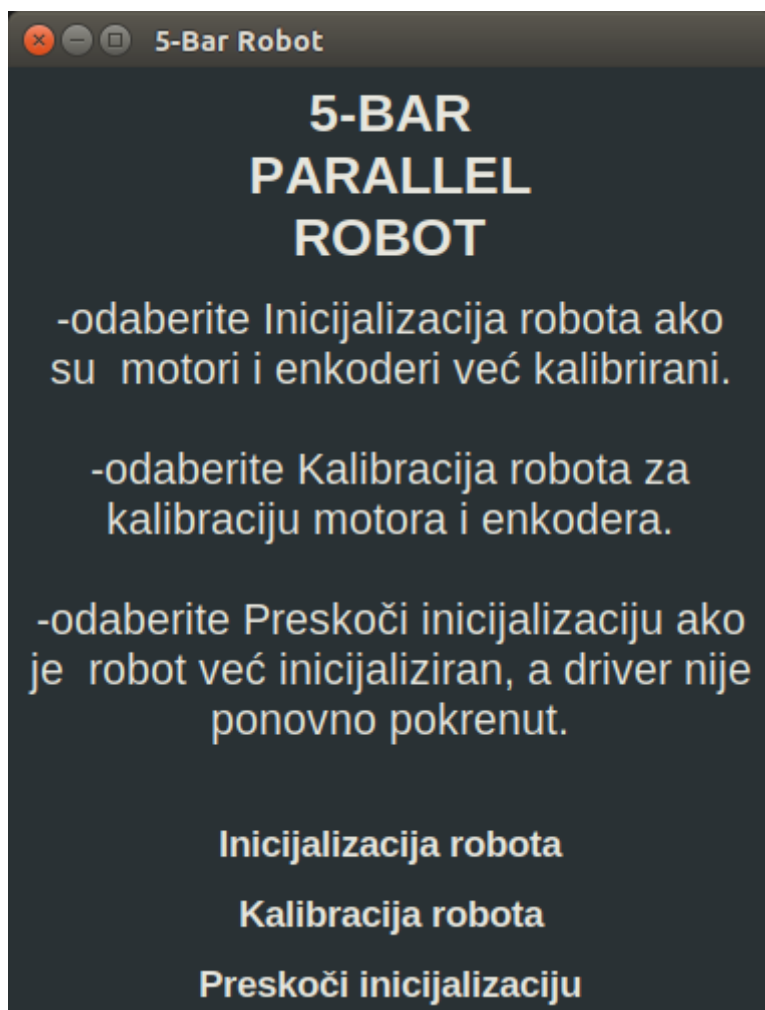 5-Bar Robot
5-BAR
PARALLEL
ROBOT
-odaberite Inicijalizacija robota ako
su  motori i enkoderi već kalibrirani.
-odaberite Kalibracija robota za
kalibraciju motora i enkodera.
-odaberite Preskoči inicijalizaciju ako
je  robot već inicijaliziran, a driver nije
ponovno pokrenut.
Inicijalizacija robota
Kalibracija robota
Preskoči inicijalizaciju